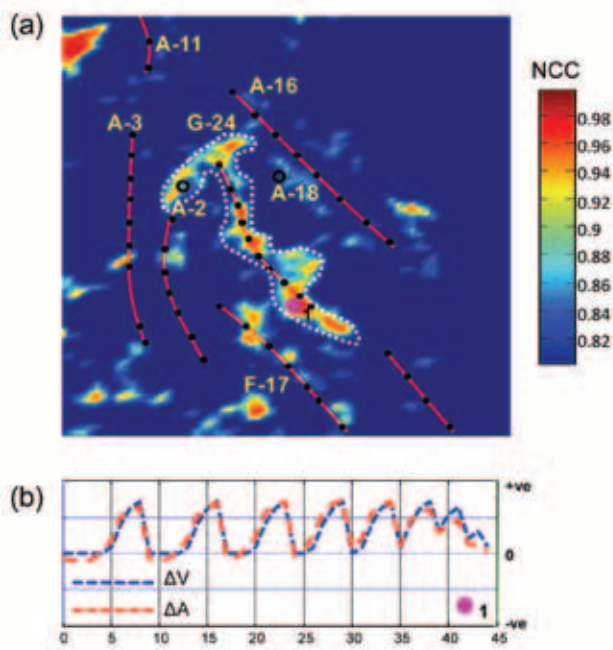 (a)
A-11
A-16
A-3
G-24
A-18
A-2
1
F-17
NCC
0.98
0.96
0.94
0.92
0.9
0.88
0.86
0.84
0.82
(b)
+ve
0
-ve
ΔV
ΔA
1
0 5 10 15 20 25 30 35 40 45